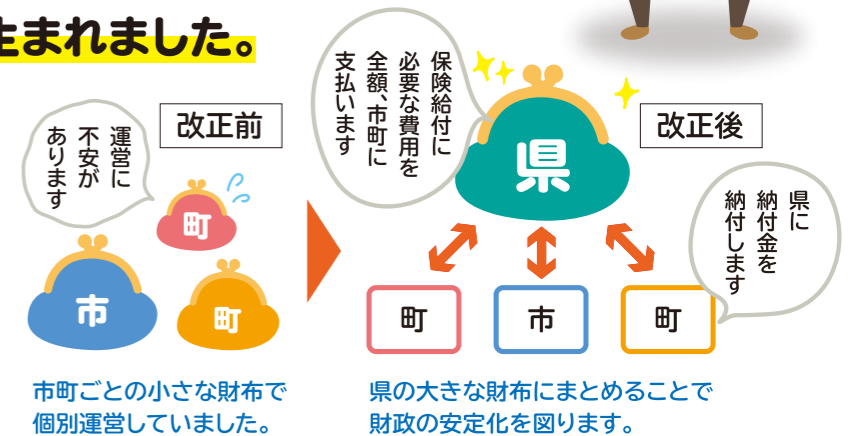 生まれました。
改正前
運営に
不安が
あります
町
市
町
市町ごとの小さな財布で
個別運営していました。
改正後
保険給付に
必要な費用を
全額、市町に
支払います
県
県に
納付金を
納付します
町
市
町
県の大きな財布にまとめることで
財政の安定化を図ります。